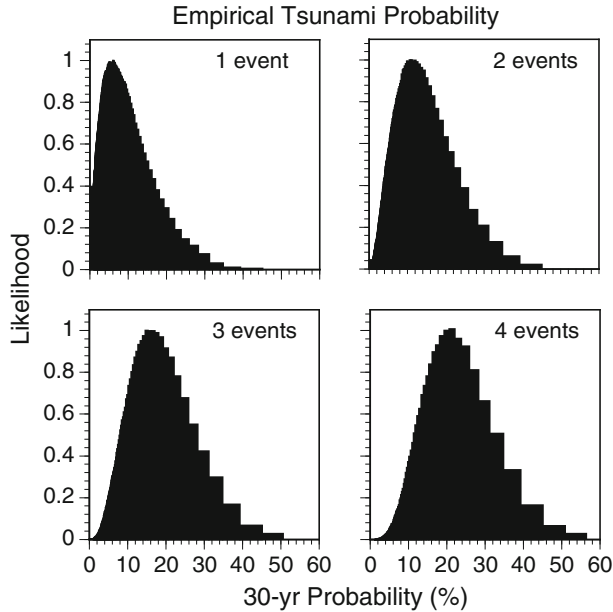 Empirical Tsunami Probability
1 event
2 events
1
0.8
0.6
0.4
0.2
0
Likelihood
3 events
4 events
1
0.8
0.6
0.4
0.2
0
0 10 20 30 40 50 60
0 10 20 30 40 50 60
30-yr Probability (%)